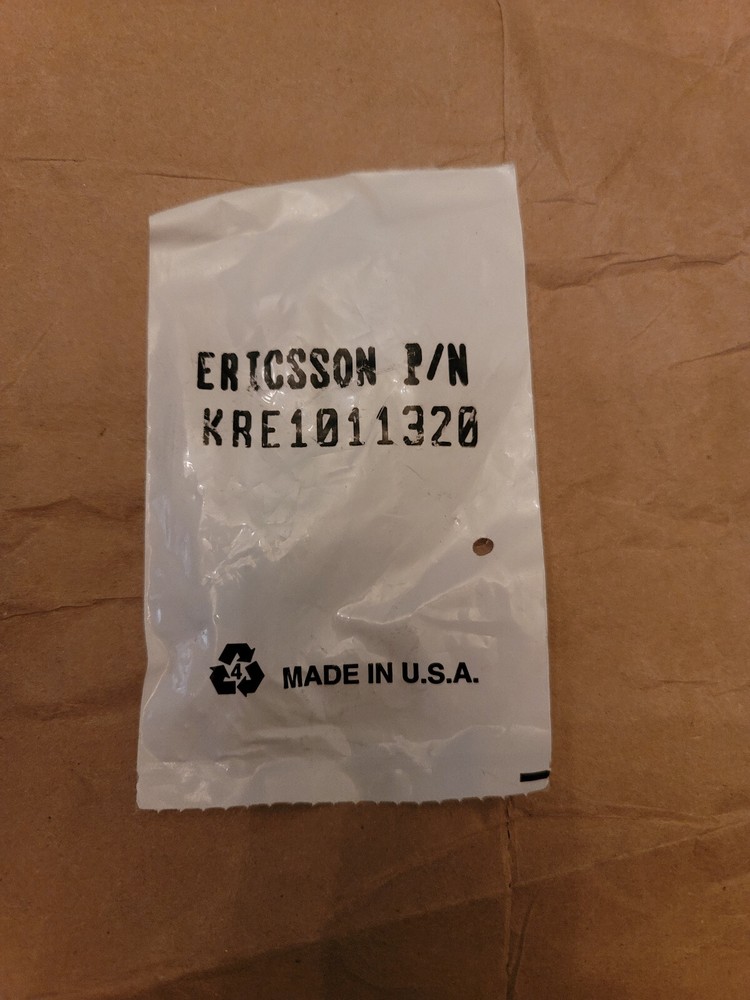 ERICSSON P/N
KRE1011320
4 MADE IN U.S.A.